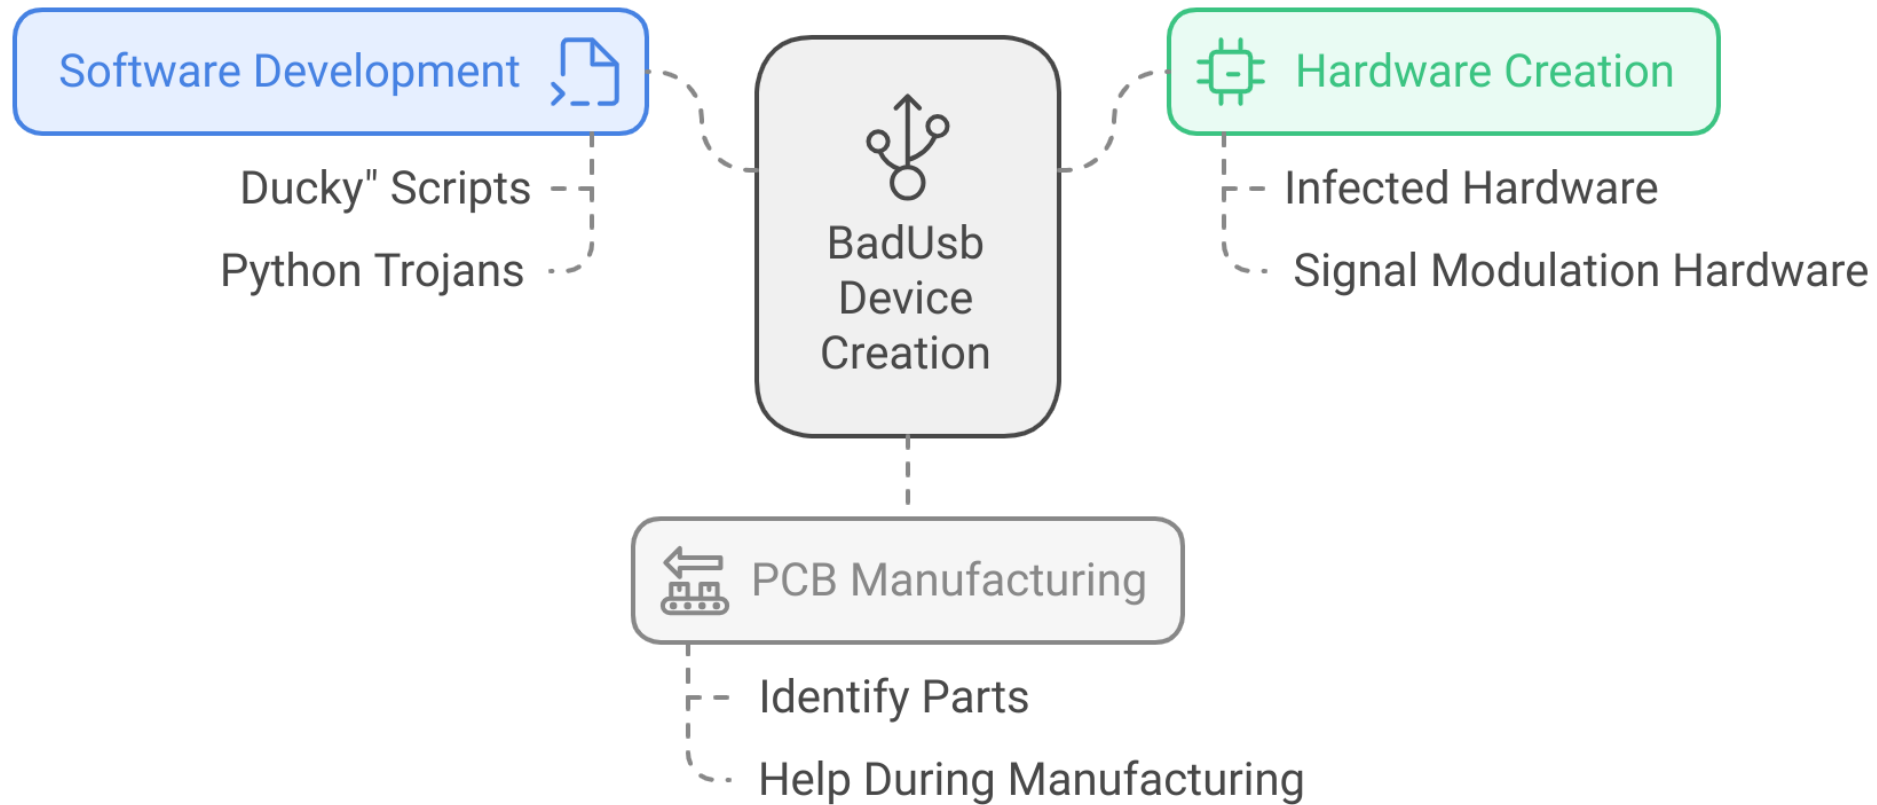 Software Development
Ducky" Scripts
Python Trojans
BadUsb
Device
Creation
Hardware Creation
Infected Hardware
Signal Modulation Hardware
PCB Manufacturing
Identify Parts
Help During Manufacturing